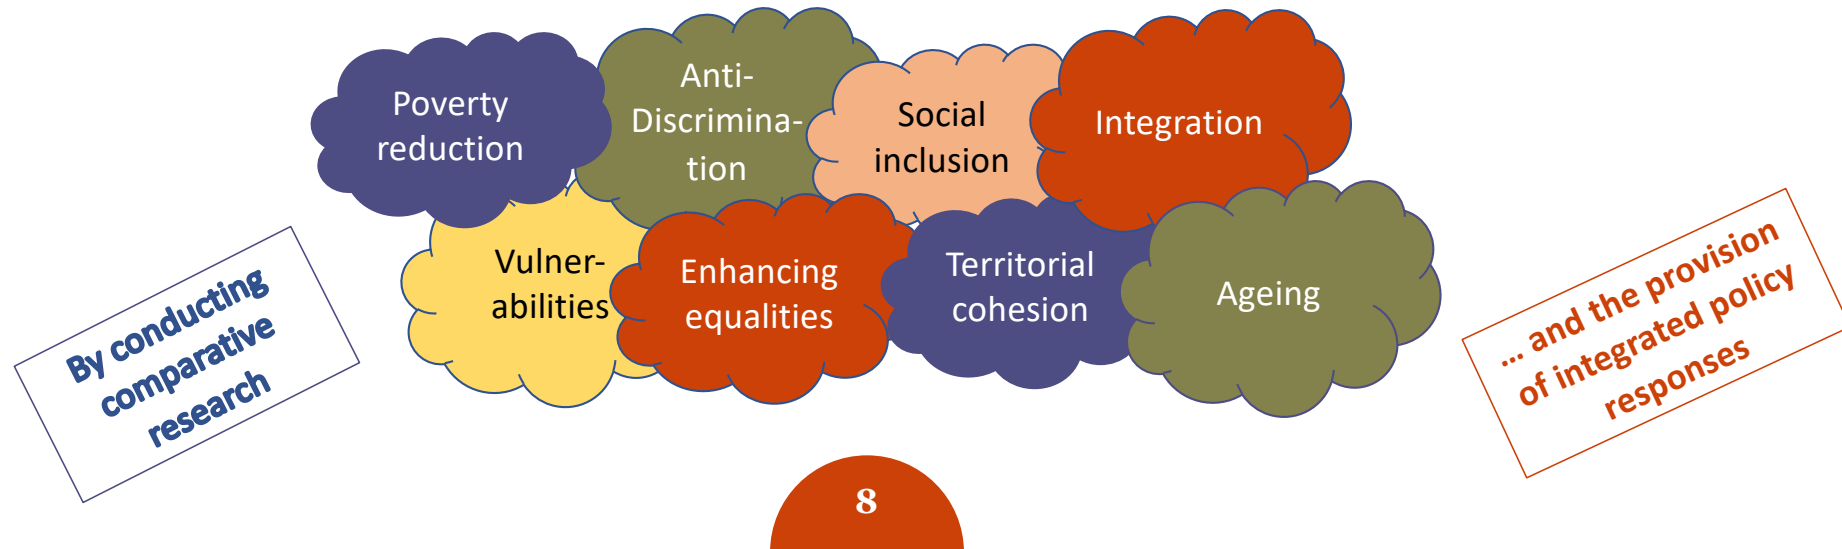 Poverty
reduction
Anti-
Discrimina-
tion
Social
inclusion
Integration
Vulner-
abilities
Enhancing
equalities
Territorial
cohesion
Ageing
By conducting
comparative
research
... and the provision
of integrated policy
responses
8